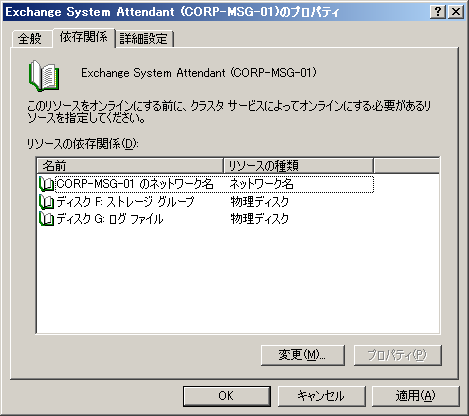 Exchange System Attendant (CORP-MSG-01)のプロパティ
全般 依存関係 詳細設定
Exchange System Attendant (CORP-MSG-01)
このリソースをオンラインにする前に、クラスタ サービスによってオンラインにする必要があるリ
ソースを指定してください。
リソースの依存関係(D):
名前 リソースの種類
CORP-MSG-01 のネットワーク名 ネットワーク名
ディスク F: ストレージ グループ 物理ディスク
ディスク G: ログ ファイル 物理ディスク
変更(M)... プロパティ(P)
OK キャンセル 適用(A)